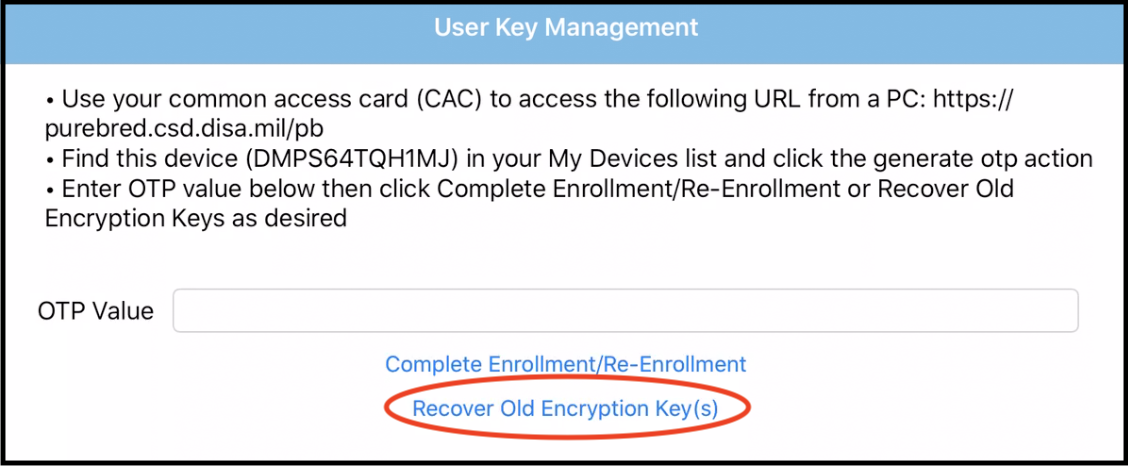 User Key Management
• Use your common access card (CAC) to access the following URL from a PC: https://
purebred.csd.disa.mil/pb
• Find this device (DMPS64TQH1MJ) in your My Devices list and click the generate otp action
• Enter OTP value below then click Complete Enrollment/Re-Enrollment or Recover Old
Encryption Keys as desired
OTP Value
Complete Enrollment/Re-Enrollment
Recover Old Encryption Key(s)